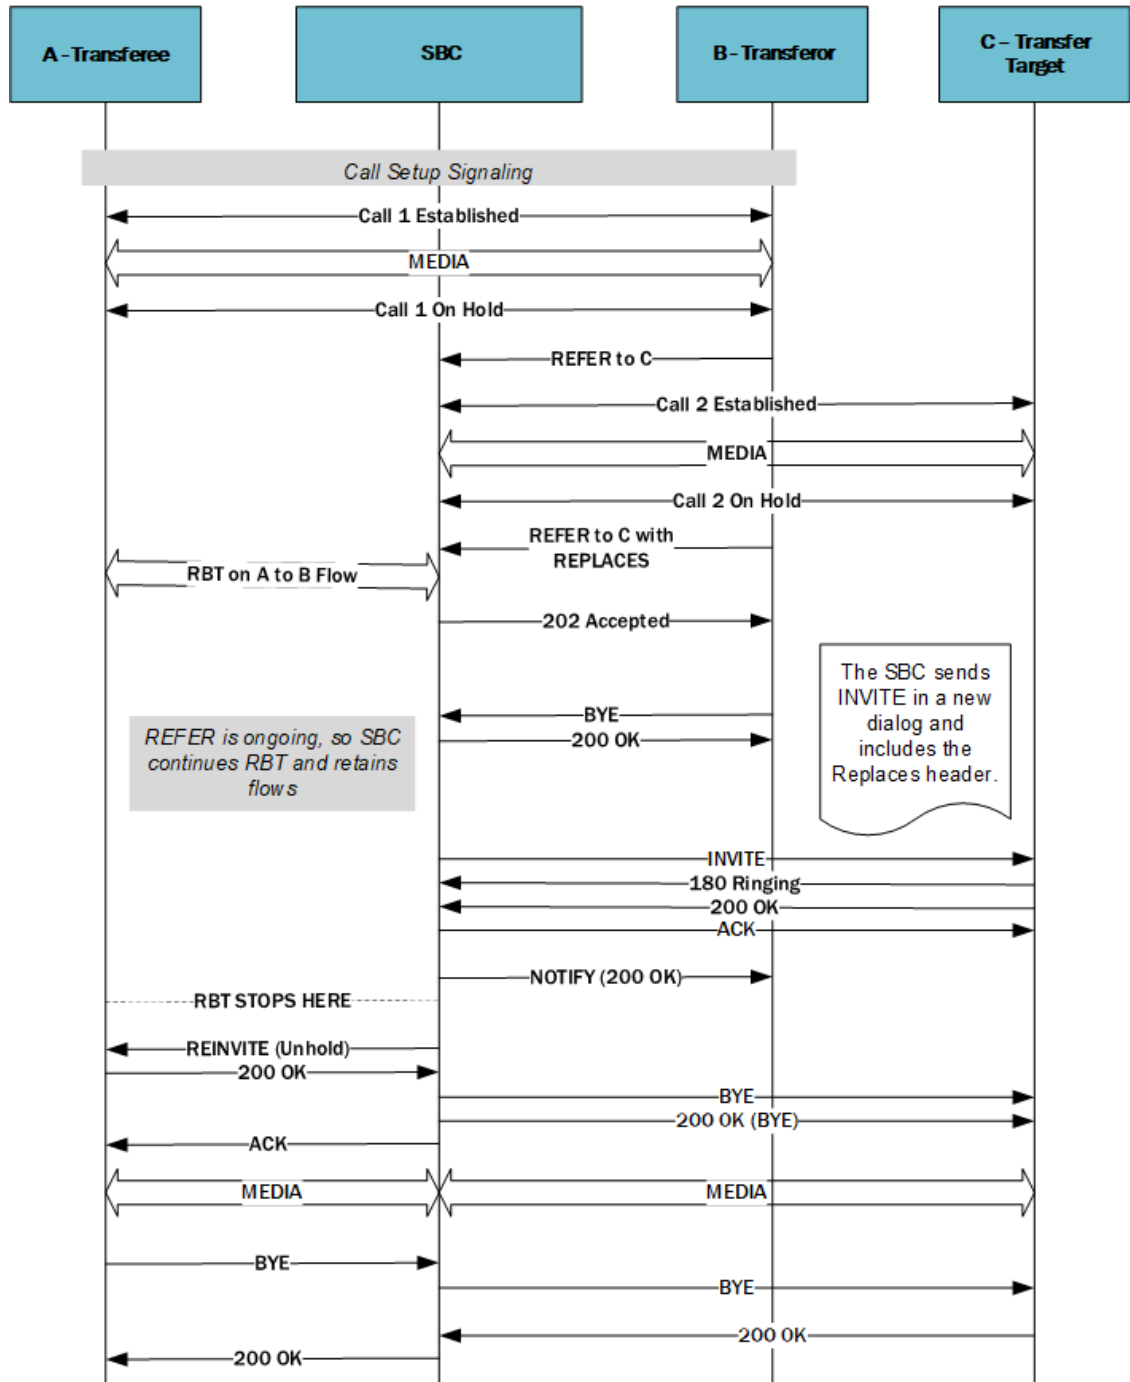 A - Transferee
SBC
B - Transferor
C – Transfer
Target
Call Setup Signaling
Call 1 Established
MEDIA
Call 1 On Hold
REFER to C
Call 2 Established
MEDIA
Call 2 On Hold
REFER to C with
REPLACES
RBT on A to B Flow
202 Accepted
The SBC sends
INVITE in a new
dialog and
includes the
Replaces header.
BYE
200 OK
REFER is ongoing, so SBC
continues RBT and retains
flows
INVITE
180 Ringing
200 OK
ACK
NOTIFY (200 OK)
RBT STOPS HERE
REINVITE (Unhold)
200 OK
BYE
200 OK (BYE)
ACK
MEDIA
MEDIA
BYE
BYE
200 OK
200 OK